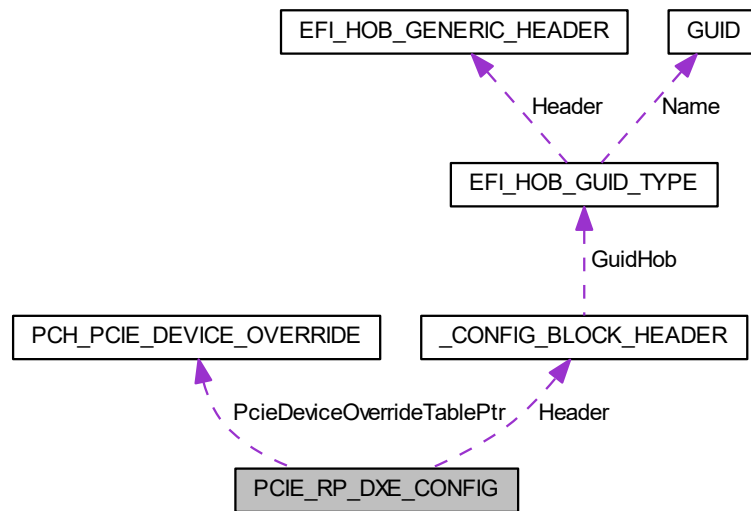 EFI_HOB_GENERIC_HEADER
GUID
Header
Name
EFI_HOB_GUID_TYPE
GuidHob
PCH_PCIE_DEVICE_OVERRIDE
_CONFIG_BLOCK_HEADER
PcieDeviceOverrideTablePtr
Header
PCIE_RP_DXE_CONFIG